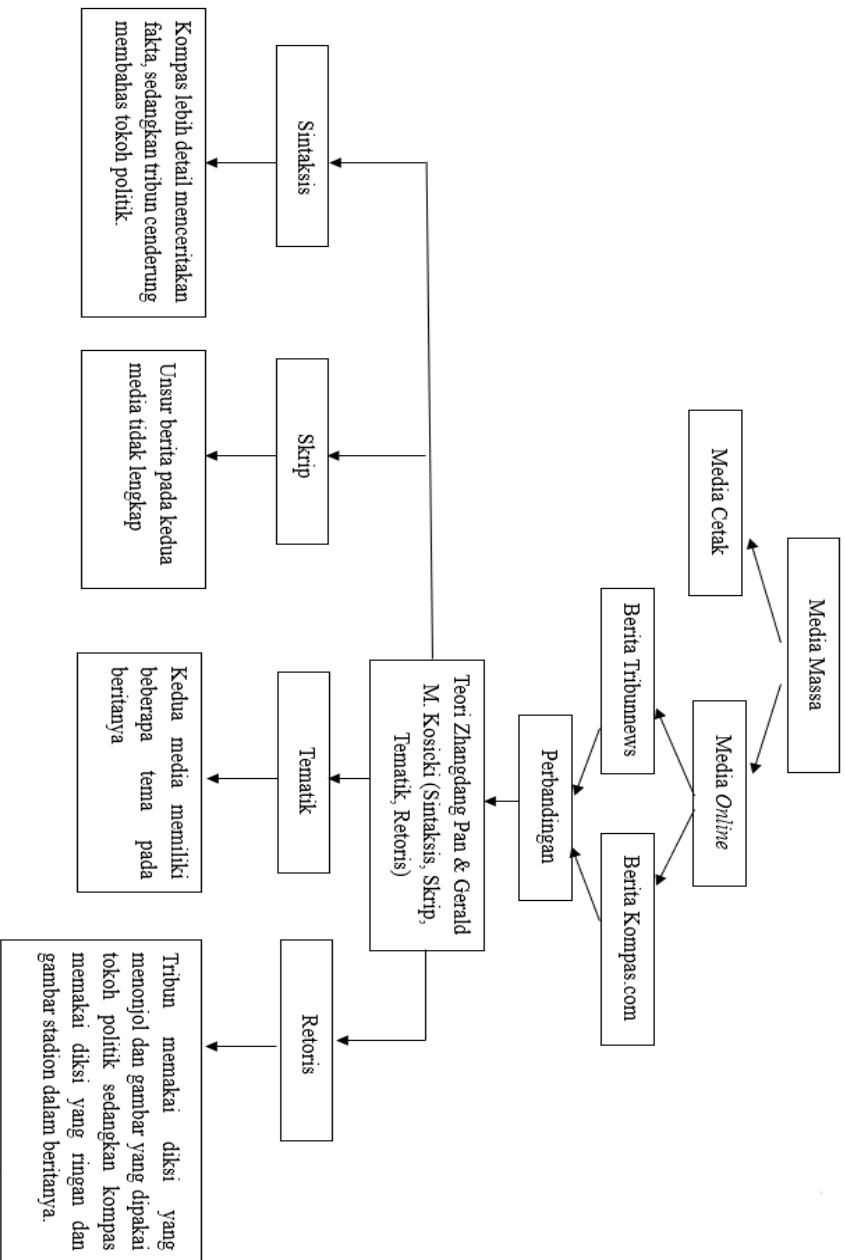 Media Massa
Media Cetak
Media Online
Berita Tribunnews
Berita Kompas.com
Perbandingan
Teori Zhangdang Pan & Gerald
M. Kosicki (Sintaksis, Skrip,
Tematik, Retoris)
Sintaksis
Skrip
Tematik
Retoris
Kompas lebih detail menceritakan
fakta, sedangkan tribun cenderung
membahas tokoh politik.
Unsur berita pada kedua
media tidak lengkap
Kedua media memiliki
beberapa tema pada
beritanya
Tribun memakai diksi yang
menonjol dan gambar yang dipakai
tokoh politik sedangkan kompas
memakai diksi yang ringan dan
gambar stadion dalam beritanya.